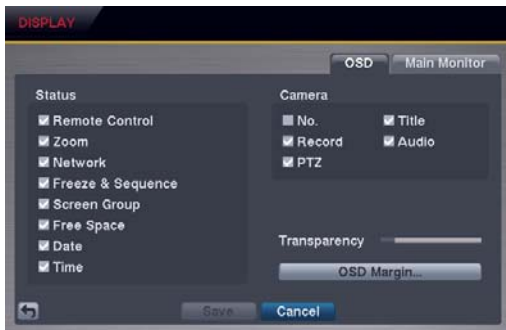 DISPLAY
OSD
Main Monitor
Status
Remote Control
Zoom
Network
Freeze & Sequence
Screen Group
Free Space
Date
Time
Camera
No.
Title
Record
Audio
PTZ
Transparency
OSD Margin...
Save
Cancel